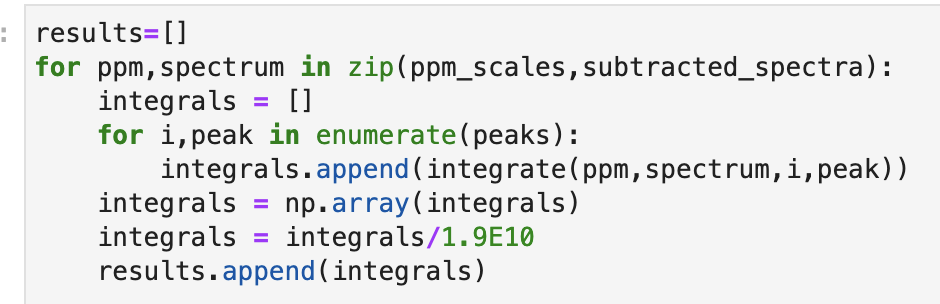 :
results=[]
for ppm,spectrum in zip(ppm_scales,subtracted_spectra):
    integrals = []
    for i,peak in enumerate(peaks):
        integrals.append(integrate(ppm,spectrum,i,peak))
    integrals = np.array(integrals)
    integrals = integrals/1.9E10
    results.append(integrals)